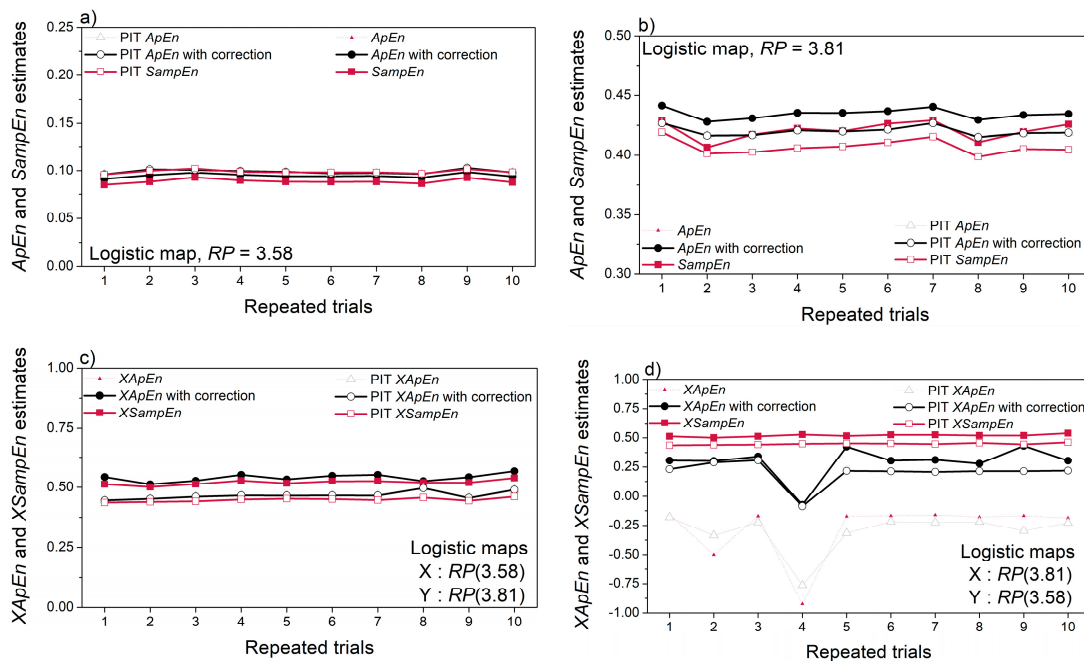 a)
ApEn and SampEn estimates
0.25
0.20
0.15
0.10
0.05
0.00
PIT ApEn
ApEn
PIT ApEn with correction
ApEn with correction
PIT SampEn
SampEn
Logistic map, RP = 3.58
1 2 3 4 5 6 7 8 9 10
Repeated trials
b)
ApEn and SampEn estimates
0.50
0.45
0.40
0.35
0.30
Logistic map, RP = 3.81
ApEn
PIT ApEn
ApEn with correction
PIT ApEn with correction
SampEn
PIT SampEn
1 2 3 4 5 6 7 8 9 10
Repeated trials
c)
XApEn and XSampEn estimates
1.00
0.75
0.50
0.25
0.00
XApEn
PIT XApEn
XApEn with correction
PIT XApEn with correction
XSampEn
PIT XSampEn
Logistic maps
X : RP(3.58)
Y : RP(3.81)
1 2 3 4 5 6 7 8 9 10
Repeated trials
d)
XApEn and XSampEn estimates
1.00
0.75
0.50
0.25
0.00
-0.25
-0.50
-0.75
-1.00
XApEn
PIT XApEn
XApEn with correction
PIT XApEn with correction
XSampEn
PIT XSampEn
Logistic maps
X : RP(3.81)
Y : RP(3.58)
1 2 3 4 5 6 7 8 9 10
Repeated trials